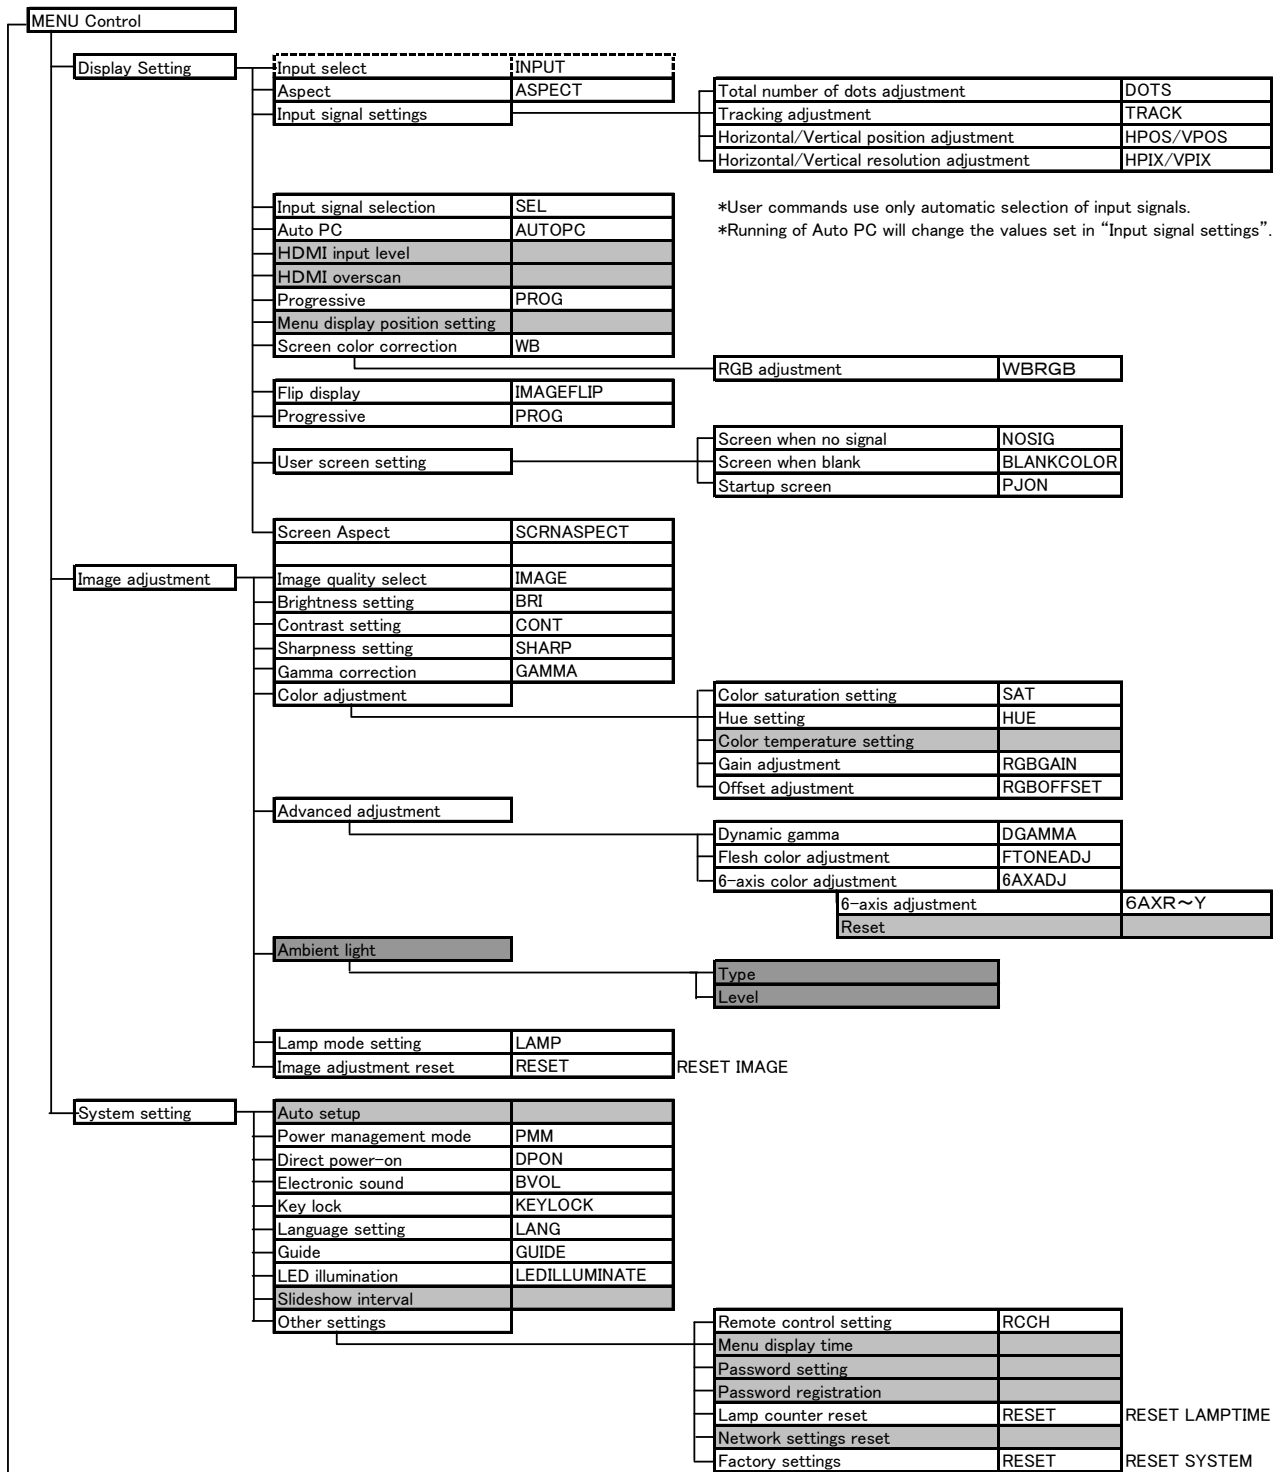 MENU Control
Display Setting
Input select INPUT
Aspect ASPECT
Input signal settings
Total number of dots adjustment DOTS
Tracking adjustment TRACK
Horizontal/Vertical position adjustment HPOS/VPOS
Horizontal/Vertical resolution adjustment HPIX/VPIX
Input signal selection SEL
*User commands use only automatic selection of input signals.
Auto PC AUTOPC
*Running of Auto PC will change the values set in “Input signal settings”.
HDMI input level
HDMI overscan
Progressive PROG
Menu display position setting
Screen color correction WB
RGB adjustment WBRGB
Flip display IMAGEFLIP
Progressive PROG
User screen setting
Screen when no signal NOSIG
Screen when blank BLANKCOLOR
Startup screen PJON
Screen Aspect SCRNASPECT
Image adjustment
Image quality select IMAGE
Brightness setting BRI
Contrast setting CONT
Sharpness setting SHARP
Gamma correction GAMMA
Color adjustment
Color saturation setting SAT
Hue setting HUE
Color temperature setting
Gain adjustment RGBGAIN
Offset adjustment RGBOFFSET
Advanced adjustment
Dynamic gamma DGAMMA
Flesh color adjustment FTONEADJ
6-axis color adjustment 6AXADJ
6-axis adjustment 6AXR～Y
Reset
Ambient light
Type
Level
Lamp mode setting LAMP
Image adjustment reset RESET RESET IMAGE
System setting
Auto setup
Power management mode PMM
Direct power-on DPON
Electronic sound BVOL
Key lock KEYLOCK
Language setting LANG
Guide GUIDE
LED illumination LEDILLUMINATE
Slideshow interval
Other settings
Remote control setting RCCH
Menu display time
Password setting
Password registration
Lamp counter reset RESET RESET LAMPTIME
Network settings reset
Factory settings RESET RESET SYSTEM